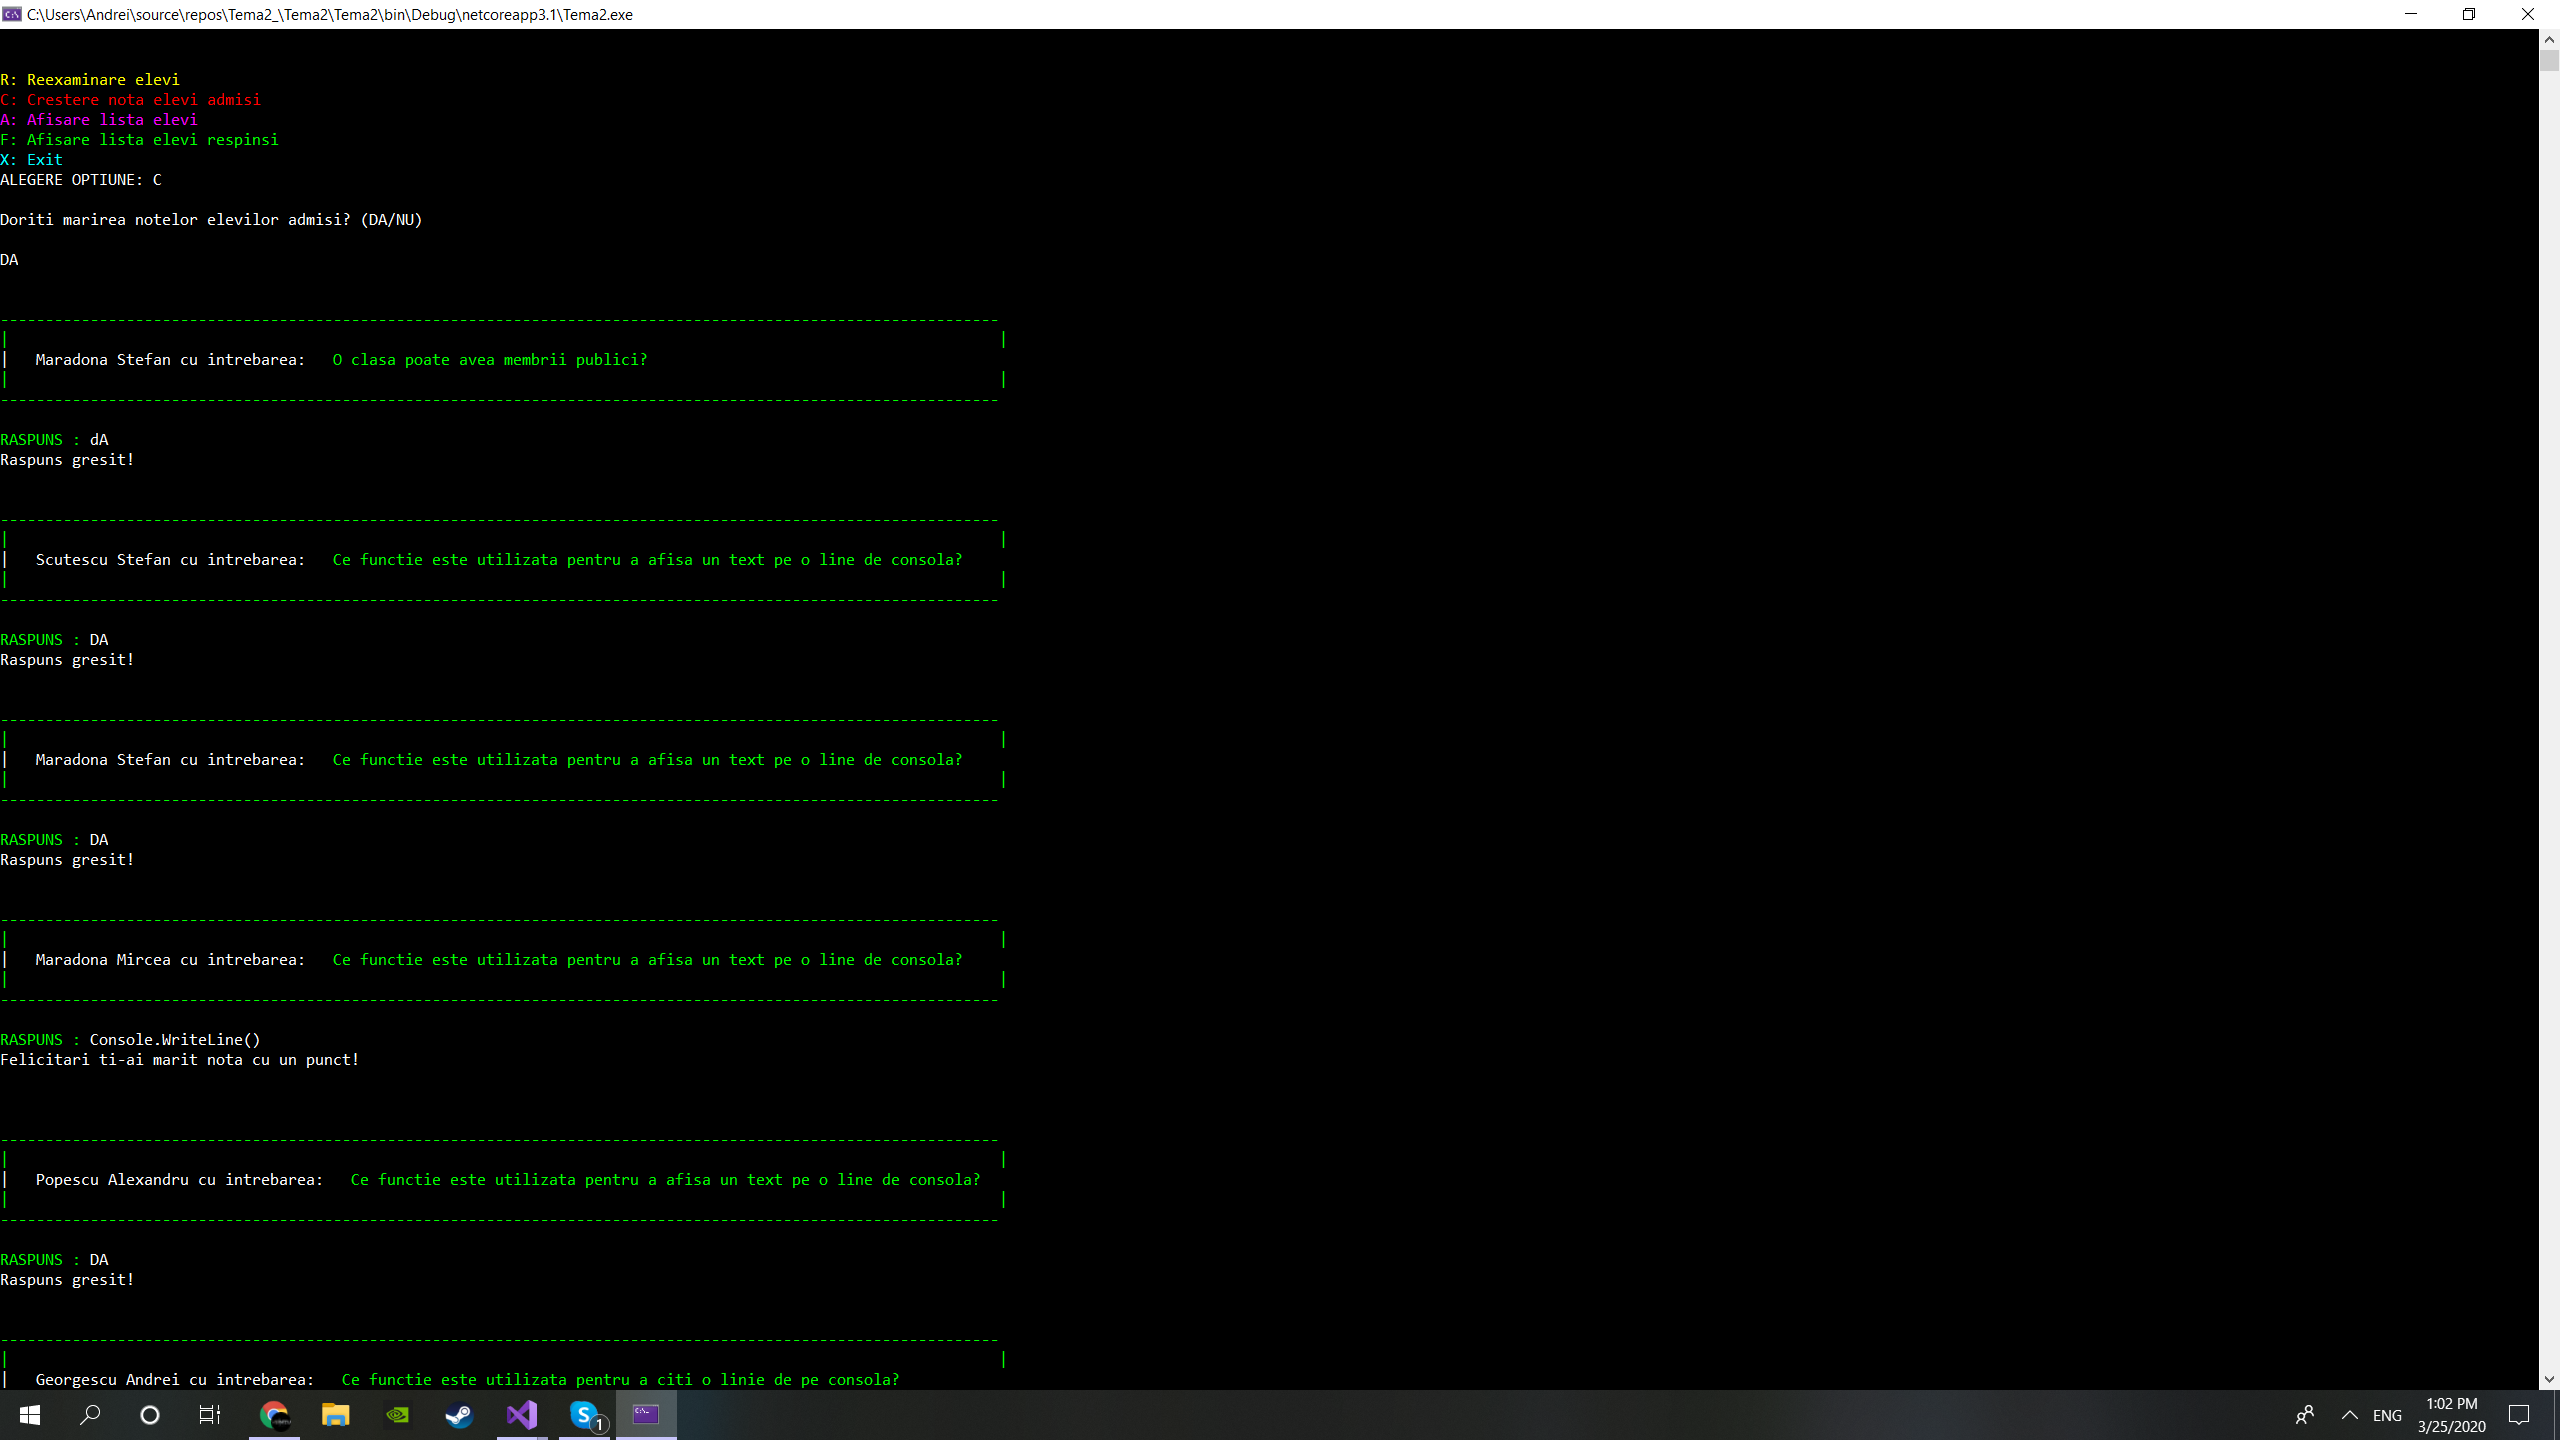 C:\Users\Andrei\source\repos\Tema2_\Tema2\Tema2\bin\Debug\netcoreapp3.1\Tema2.exe
R: Reexaminare elevi
C: Crestere nota elevi admisi
A: Afisare lista elevi
F: Afisare lista elevi respinsi
X: Exit
ALEGERE OPTIUNE: C
Doriti marirea notelor elevilor admisi? (DA/NU)
DA
Maradona Stefan cu intrebarea: O clasa poate avea membrii publici?
RASPUNS : dA
Raspuns gresit!
Scutescu Stefan cu intrebarea: Ce functie este utilizata pentru a afisa un text pe o line de consola?
RASPUNS : DA
Raspuns gresit!
Maradona Stefan cu intrebarea: Ce functie este utilizata pentru a afisa un text pe o line de consola?
RASPUNS : DA
Raspuns gresit!
Maradona Mircea cu intrebarea: Ce functie este utilizata pentru a afisa un text pe o line de consola?
RASPUNS : Console.WriteLine()
Felicitari ti-ai marit nota cu un punct!
Popescu Alexandru cu intrebarea: Ce functie este utilizata pentru a afisa un text pe o line de consola?
RASPUNS : DA
Raspuns gresit!
Georgescu Andrei cu intrebarea: Ce functie este utilizata pentru a citi o linie de pe consola?
1
ENG
1:02 PM
3/25/2020